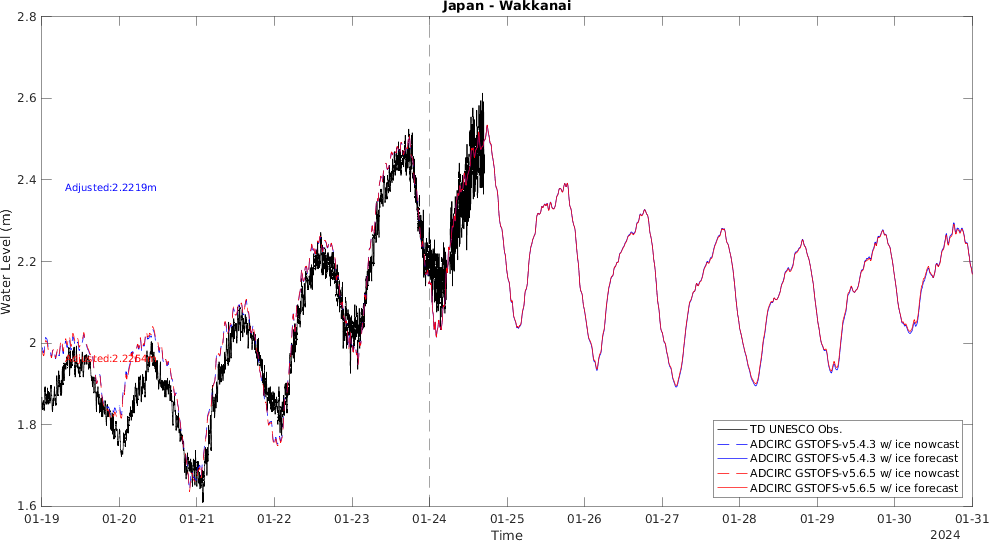 Japan - Wakkanai
2.8
2.6
2.4
2.2
2
1.8
1.6
Water Level (m)
Adjusted:2.2219m
Adjusted:2.2264m
TD UNESCO Obs.
ADCIRC GSTOFS-v5.4.3 w/ ice nowcast
ADCIRC GSTOFS-v5.4.3 w/ ice forecast
ADCIRC GSTOFS-v5.6.5 w/ ice nowcast
ADCIRC GSTOFS-v5.6.5 w/ ice forecast
01-19 01-20 01-21 01-22 01-23 01-24 01-25 01-26 01-27 01-28 01-29 01-30 01-31
Time
2024